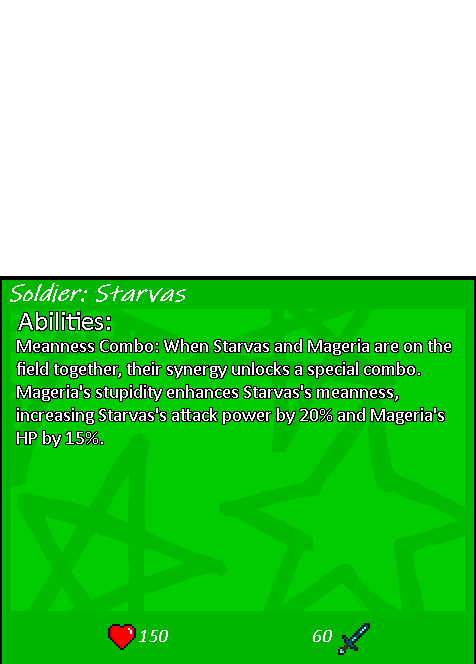 Soldier: Starvas
Abilities:
Meanness Combo: When Starvas and Mageria are on the
field together, their synergy unlocks a special combo.
Mageria's stupidity enhances Starvas's meanness,
increasing Starvas's attack power by 20% and Mageria's
HP by 15%.
150
60